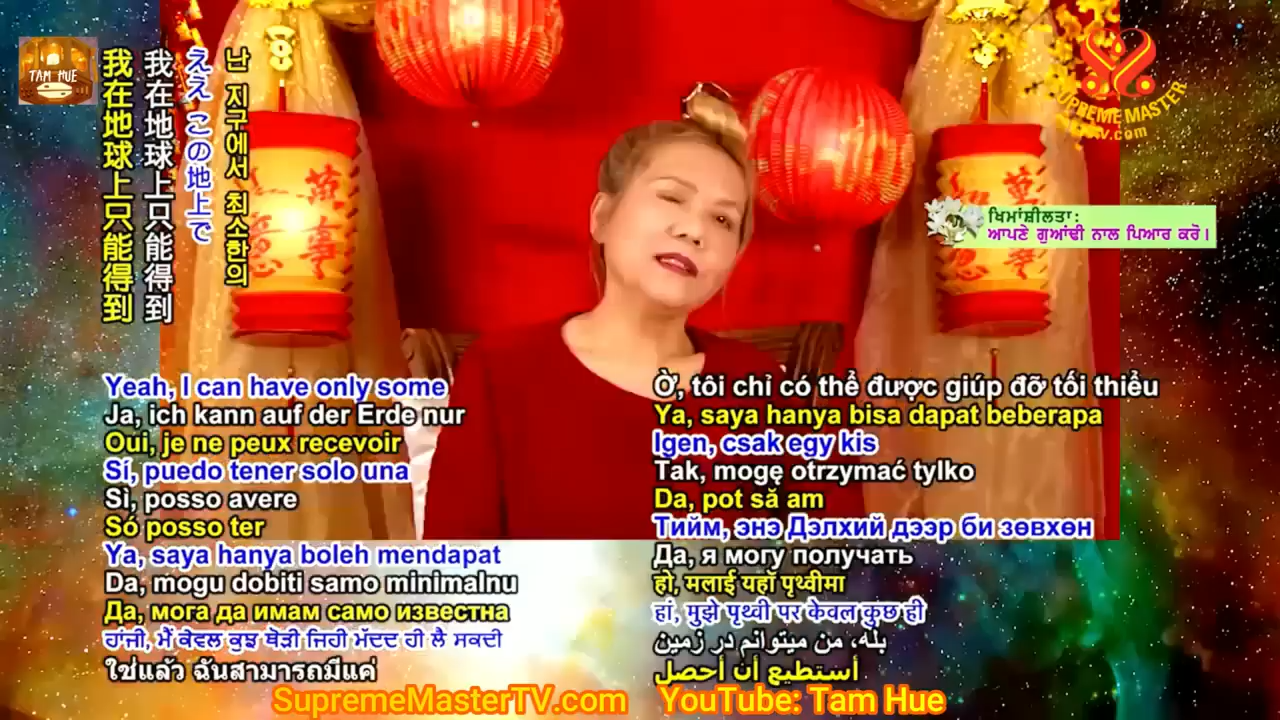 TAM HUE
我在地球上只能得到
我在地球上只能得到
ええ この地上で
난 지구에서 최소한의
SUPREME MASTER
TV.com
萬事
ਖਿਮਾਂਸ਼ੀਲਤਾ:
ਆਪਣੇ ਗੁਆਂਢੀ ਨਾਲ ਪਿਆਰ ਕਰੋ।
Yeah, I can have only some
Ja, ich kann auf der Erde nur
Oui, je ne peux recevoir
Sí, puedo tener solo una
Sì, posso avere
Só posso ter
Ya, saya hanya boleh mendapat
Da, mogu dobiti samo minimalnu
Да, мога да имам само известна
ਹਾਂਜੀ, ਮੈਂ ਕੇਵਲ ਕੁਝ ਥੋੜੀ ਜਿਹੀ ਮੱਦਦ ਹੀ ਲੈ ਸਕਦੀ
ใช่แล้ว ฉันสามารถมีแค่
Ờ, tôi chỉ có thể được giúp đỡ tối thiểu
Ya, saya hanya bisa dapat beberapa
Igen, csak egy kis
Tak, mogę otrzymać tylko
Da, pot să am
Тийм, энэ Дэлхий дээр би зөвхөн
Да, я могу получать
हो, मलाई यहाँ पृथ्वीमा
हां, मुझे पृथ्वी पर केवल कुछ ही
بله، من میتوانم در زمین
أستطيع أن أحصل
SupremeMasterTV.com
YouTube: Tam Hue